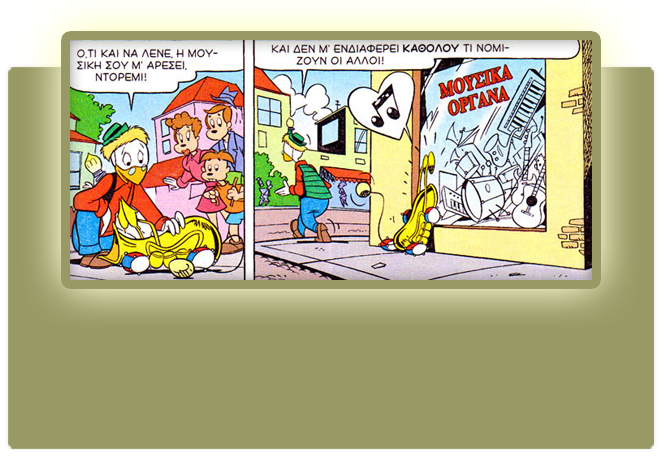 Ο,ΤΙ ΚΑΙ ΝΑ ΛΕΝΕ, Η ΜΟΥ-
ΣΙΚΗ ΣΟΥ Μ' ΑΡΕΣΕΙ,
ΝΤΟΡΕΜΙ!
ΚΑΙ ΔΕΝ Μ' ΕΝΔΙΑΦΕΡΕΙ ΚΑΘΟΛΟΥ ΤΙ ΝΟΜΙ-
ΖΟΥΝ ΟΙ ΑΛΛΟΙ!
ΜΟΥΣΙΚΑ
ΟΡΓΑΝΑ